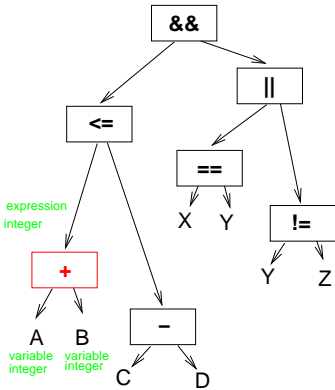 &&
||
<=
==
expression
integer
X Y
!=
+
Y Z
A B
–
variable variable
integer integer
C D